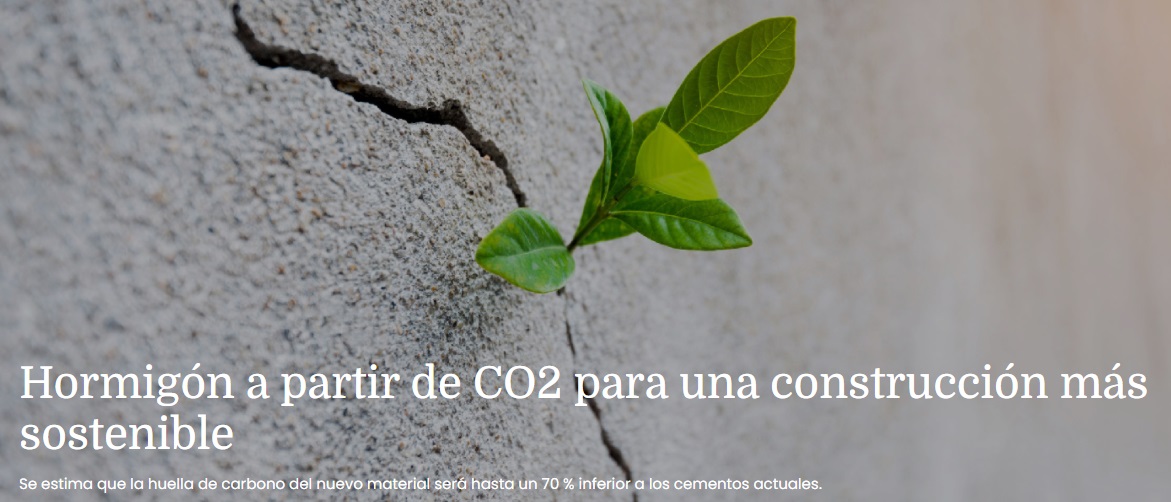 Hormigón a partir de CO2 para una construcción más
sostenible
Se estima que la huella de carbono del nuevo material será hasta un 70 % inferior a los cementos actuales.